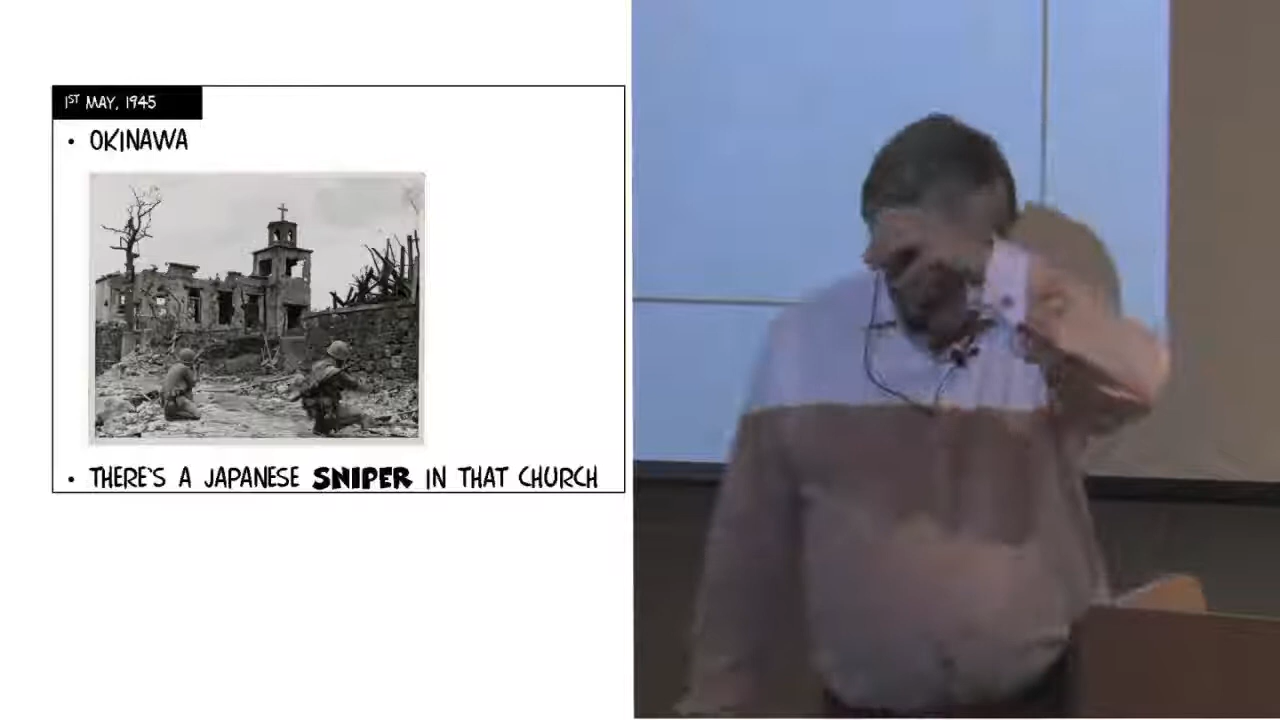 1ST MAY, 1945
• OKINAWA
• THERE'S A JAPANESE SNIPER IN THAT CHURCH